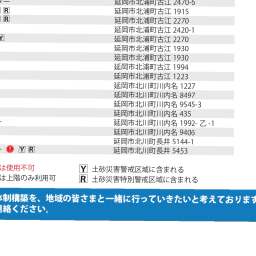 延岡市北浦町古江 2470-6
R 延岡市北浦町古江 1915
R 延岡市北浦町古江 2270
延岡市北浦町古江 2420-1
Y 延岡市北浦町古江 2270
延岡市北浦町古江 1930
延岡市北浦町古江 1930
延岡市北浦町古江 1994
延岡市北浦町古江 1223
延岡市北川町川内名 1227
延岡市北川町川内名 8497
延岡市北川町川内名 9545-3
延岡市北川町川内名 435
延岡市北川町川内名 1992- 乙 -1
延岡市北川町川内名 9406
延岡市北川町長井 5144-1
! Y R 延岡市北川町長井 5453
は使用不可 Y 土砂災害警戒区域に含まれる
は上階のみ利用可 R 土砂災害特別警戒区域に含まれる
体制構築を、地域の皆さまと一緒に行っていきたいと考えております
連絡ください。